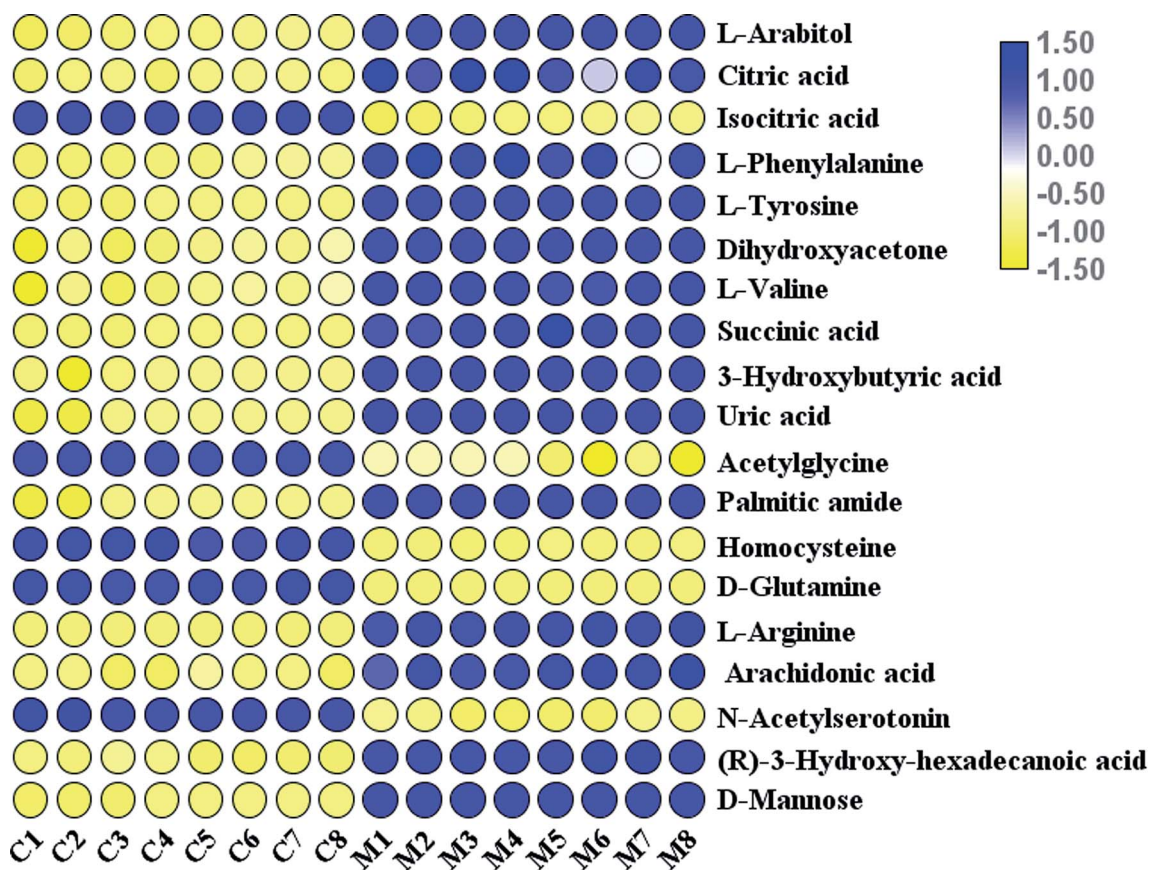 L-Arabitol
Citric acid
Isocitric acid
L-Phenylalanine
L-Tyrosine
Dihydroxyacetone
L-Valine
Succinic acid
3-Hydroxybutyric acid
Uric acid
Acetylglycine
Palmitic amide
Homocysteine
D-Glutamine
L-Arginine
Arachidonic acid
N-Acetylserotonin
(R)-3-Hydroxy-hexadecanoic acid
D-Mannose
1.50
1.00
0.50
0.00
-0.50
-1.00
-1.50
C1 C2 C3 C4 C5 C6 C7 C8 M1 M2 M3 M4 M5 M6 M7 M8